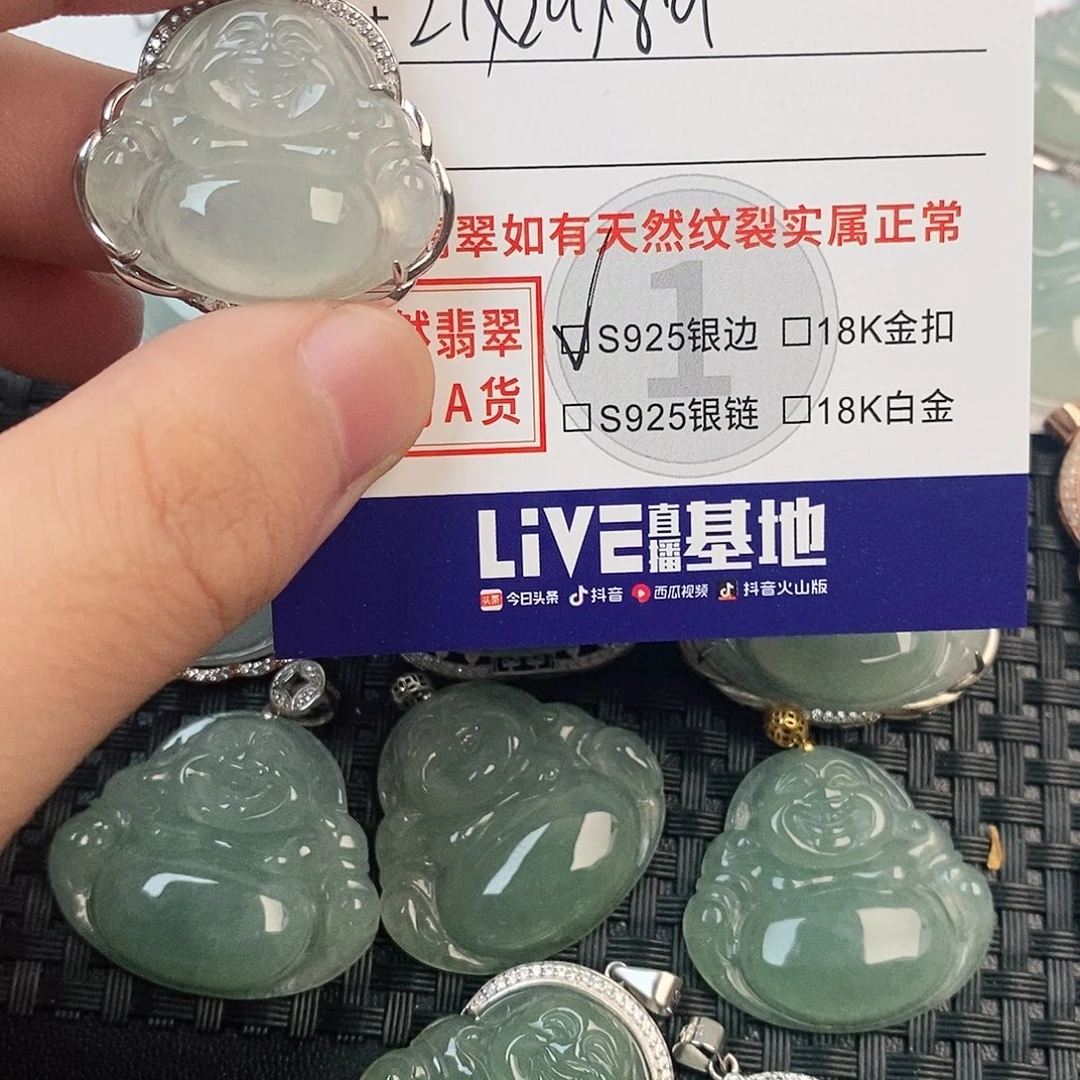 翠如有天然纹裂实属正常
翡翠
A货
S925银边 18K金扣
S925银链 18K白金
1
LiVE直播基地
头条 今日头条 抖音 西瓜视频 抖音火山版